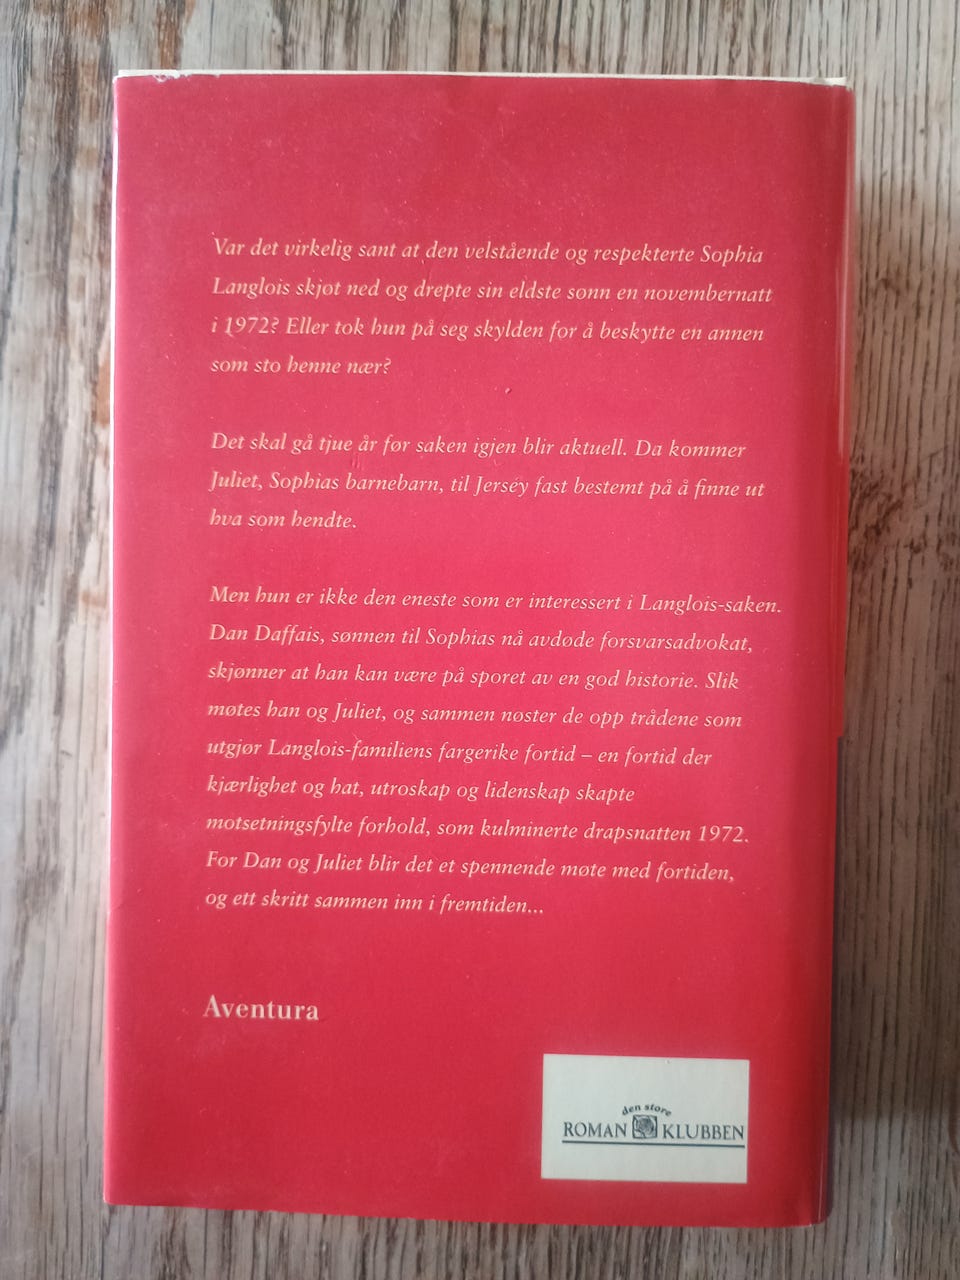 Var det virkelig sant at den velstående og respekterte Sophia
Langlois skjøt ned og drepte sin eldste sønn en novembernatt
i 1972? Eller tok hun på seg skylden for å beskytte en annen
som sto henne nær?
Det skal gå tjue år før saken igjen blir aktuell. Da kommer
Juliet, Sophias barnebarn, til Jersey fast bestemt på å finne ut
hva som hendte.
Men hun er ikke den eneste som er interessert i Langlois-saken.
Dan Daffais, sønnen til Sophias nå avdøde forsvarsadvokat,
skjønner at han kan være på sporet av en god historie. Slik
møtes han og Juliet, og sammen nøster de opp trådene som
utgjør Langlois-familiens fargerike fortid – en fortid der
kjærlighet og hat, utroskap og lidenskap skapte
motsetningsfylte forhold, som kulminerte drapsnatten 1972.
For Dan og Juliet blir det et spennende møte med fortiden,
og ett skritt sammen inn i fremtiden...
Aventura
den store
ROMAN KLUBBEN